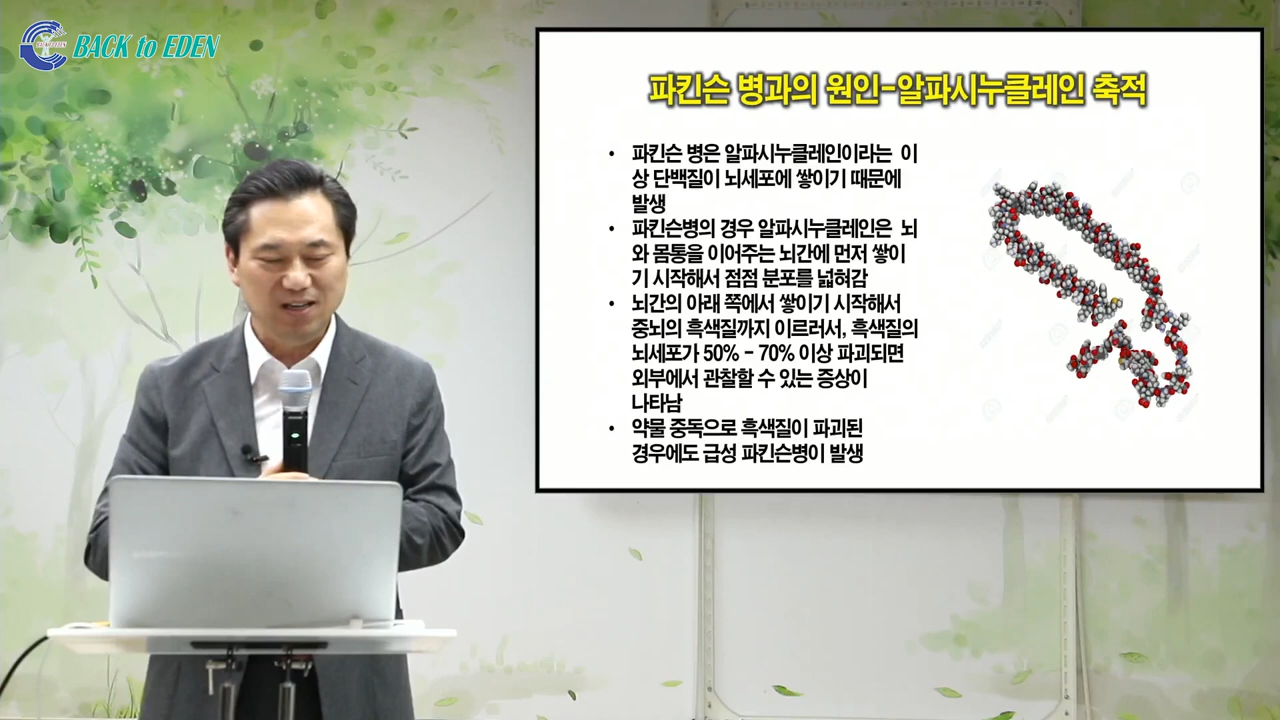 BACK to EDEN
파킨슨 병과의 원인-알파시누클레인 축적
• 파킨슨 병은 알파시누클레인이라는 이
상 단백질이 뇌세포에 쌓이기 때문에
발생
• 파킨슨병의 경우 알파시누클레인은 뇌
와 몸통을 이어주는 뇌간에 먼저 쌓이
기 시작해서 점점 분포를 넓혀감
• 뇌간의 아래 쪽에서 쌓이기 시작해서
중뇌의 흑색질까지 이르러서, 흑색질의
뇌세포가 50% - 70% 이상 파괴되면
외부에서 관찰할 수 있는 증상이
나타남
• 약물 중독으로 흑색질이 파괴된
경우에도 급성 파킨슨병이 발생